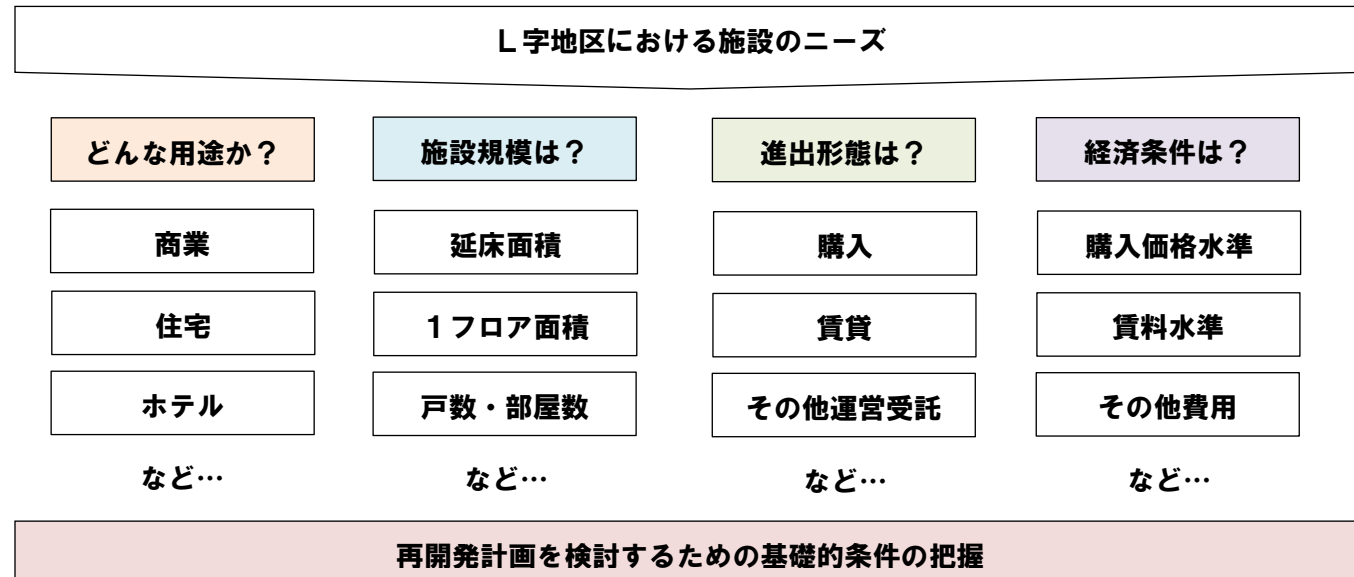 L字地区における施設のニーズ
どんな用途か？
商業
住宅
ホテル
など…
施設規模は？
延床面積
１フロア面積
戸数・部屋数
など…
進出形態は？
購入
賃貸
その他運営受託
など…
経済条件は？
購入価格水準
賃料水準
その他費用
など…
再開発計画を検討するための基礎的条件の把握